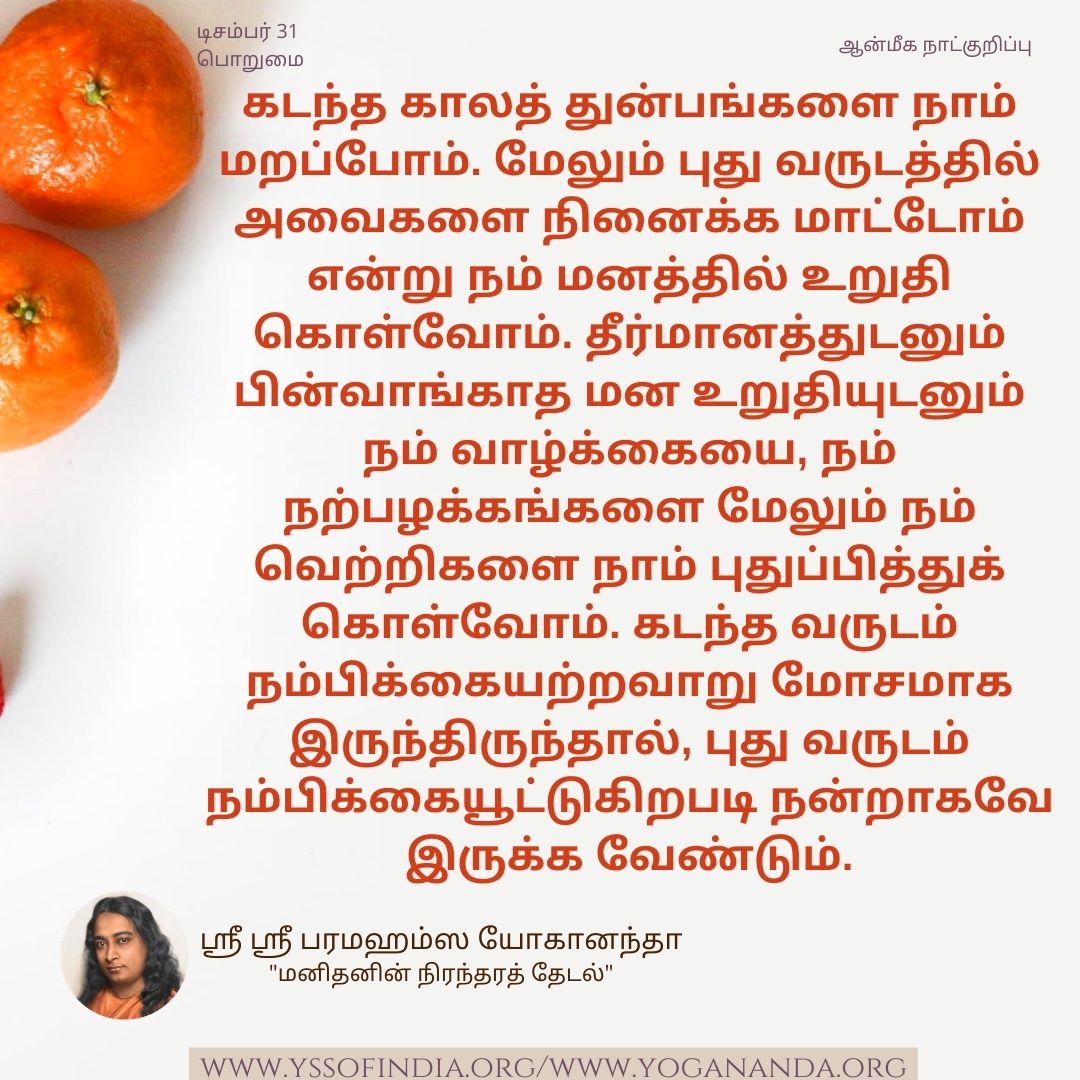 டிசம்பர் 31
பொறுமை
ஆன்மீக நாட்குறிப்பு
கடந்த காலத் துன்பங்களை நாம்
மறப்போம். மேலும் புது வருடத்தில்
அவைகளை நினைக்க மாட்டோம்
என்று நம் மனத்தில் உறுதி
கொள்வோம். தீர்மானத்துடனும்
பின்வாங்காத மன உறுதியுடனும்
நம் வாழ்க்கையை, நம்
நற்பழக்கங்களை மேலும் நம்
வெற்றிகளை நாம் புதுப்பித்துக்
கொள்வோம். கடந்த வருடம்
நம்பிக்கையற்றவாறு மோசமாக
இருந்திருந்தால், புது வருடம்
நம்பிக்கையூட்டுகிறபடி நன்றாகவே
இருக்க வேண்டும்.
ஸ்ரீ ஸ்ரீ பரமஹம்ஸ யோகானந்தா
"மனிதனின் நிரந்தரத் தேடல்"
WWW.YSSOFINDIA.ORG/WWW.YOGANANDA.ORG